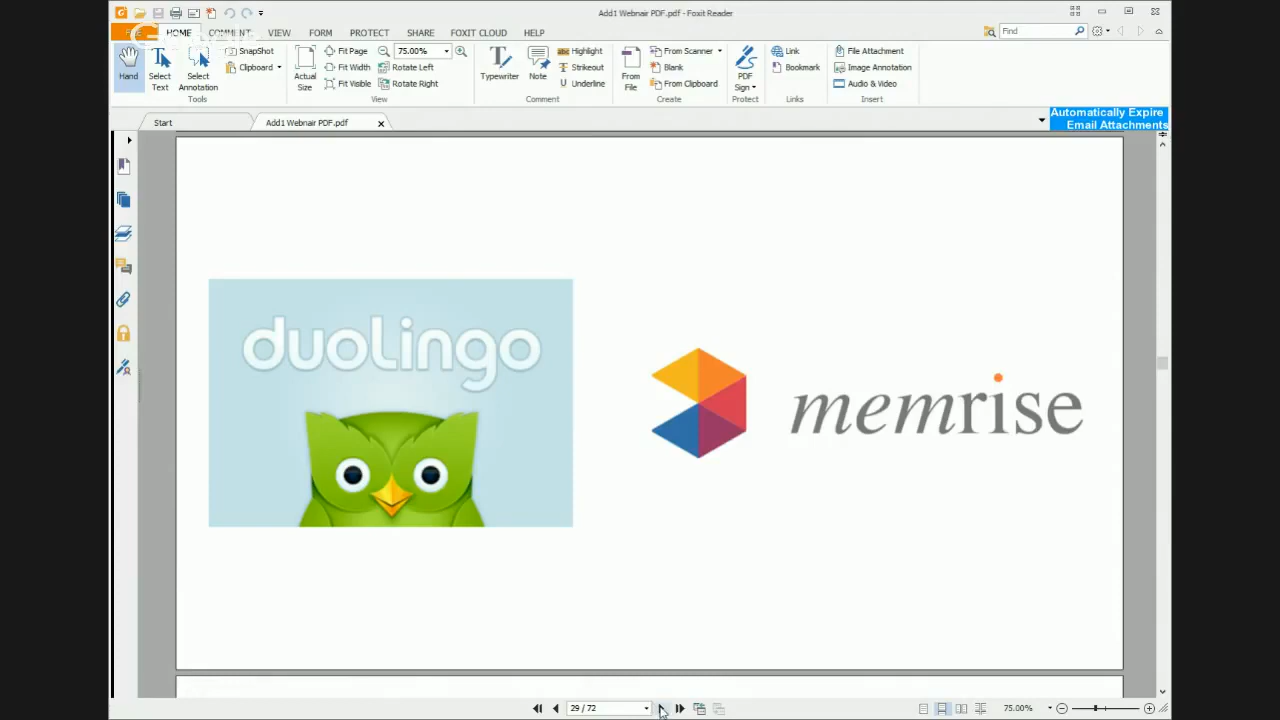 Add1 Webnair PDF.pdf - Foxit Reader
FILE HOME COMMENT VIEW FORM PROTECT SHARE FOXIT CLOUD HELP
Find
Hand
Select Text
Select Annotation
SnapShot
Clipboard
Tools
Actual Size
Fit Page
Fit Width
Fit Visible
75.00%
Rotate Left
Rotate Right
View
Typewriter
Note
Highlight
Strikeout
Underline
Comment
From File
From Scanner
Blank
From Clipboard
Create
PDF Sign
Protect
Link
Bookmark
Links
File Attachment
Image Annotation
Audio & Video
Insert
Start
Add1 Webnair PDF.pdf
Automatically Expire
Email Attachments
duolingo
memrise
29 / 72
75.00%